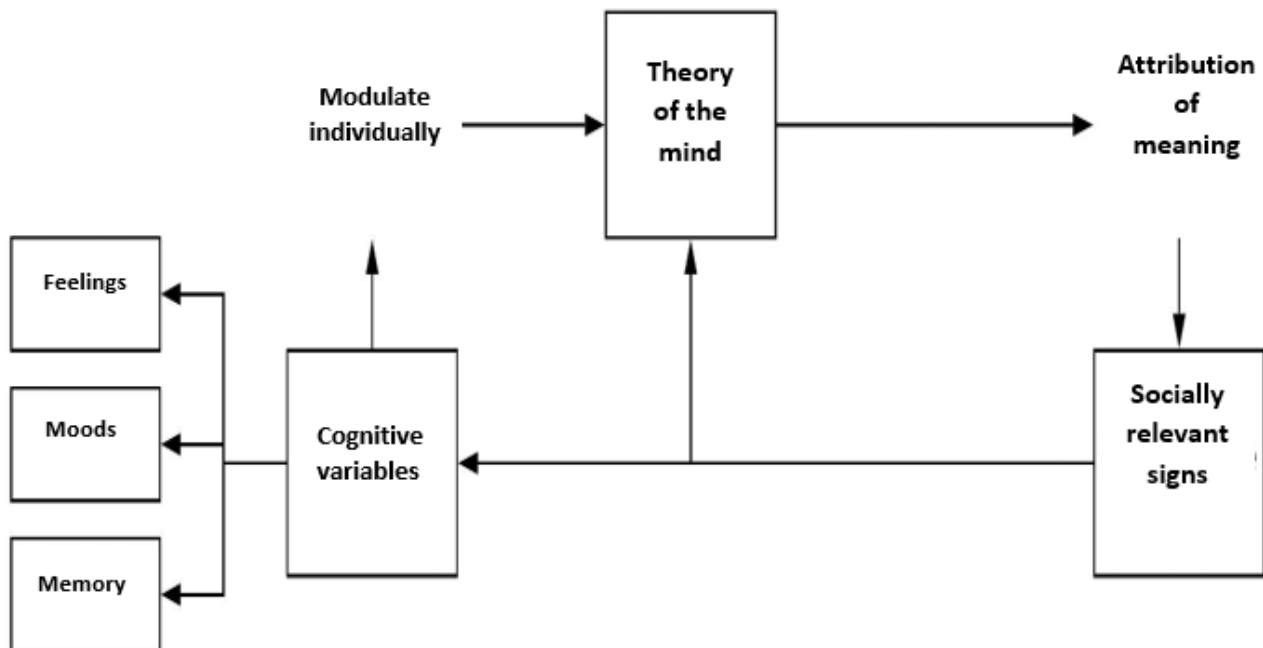 Modulate
individually
Theory
of the
mind
Attribution
of
meaning
Feelings
Moods
Memory
Cognitive
variables
Socially
relevant
signs